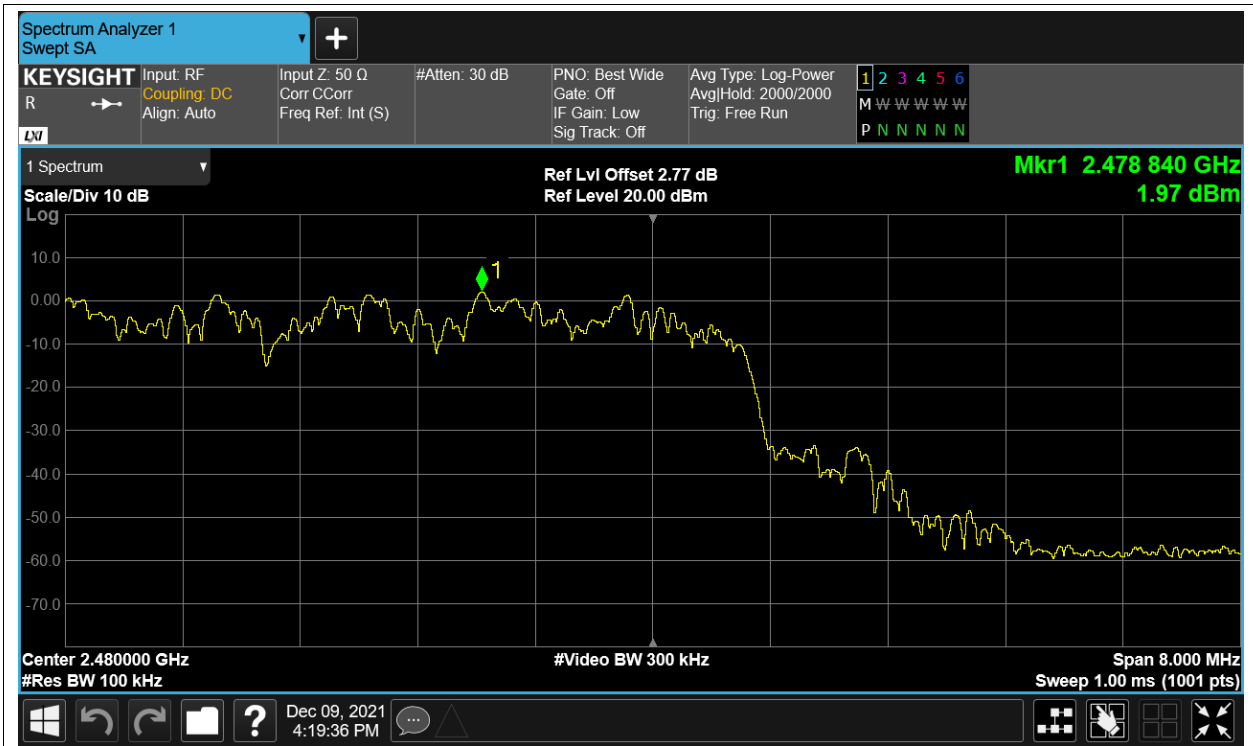 Spectrum Analyzer 1
Swept SA
KEYSIGHT
R
LXI
Input: RF
Coupling: DC
Align: Auto
Input Z: 50 Ω
Corr CCorr
Freq Ref: Int (S)
#Atten: 30 dB
PNO: Best Wide
Gate: Off
IF Gain: Low
Sig Track: Off
Avg Type: Log-Power
Avg|Hold: 2000/2000
Trig: Free Run
1 2 3 4 5 6
M W W W W W
P N N N N N
1 Spectrum
Scale/Div 10 dB
Log
Ref Lvl Offset 2.77 dB
Ref Level 20.00 dBm
Mkr1 2.478 840 GHz
1.97 dBm
1
10.0
0.00
-10.0
-20.0
-30.0
-40.0
-50.0
-60.0
-70.0
Center 2.480000 GHz
#Res BW 100 kHz
#Video BW 300 kHz
Span 8.000 MHz
Sweep 1.00 ms (1001 pts)
?
Dec 09, 2021
4:19:36 PM